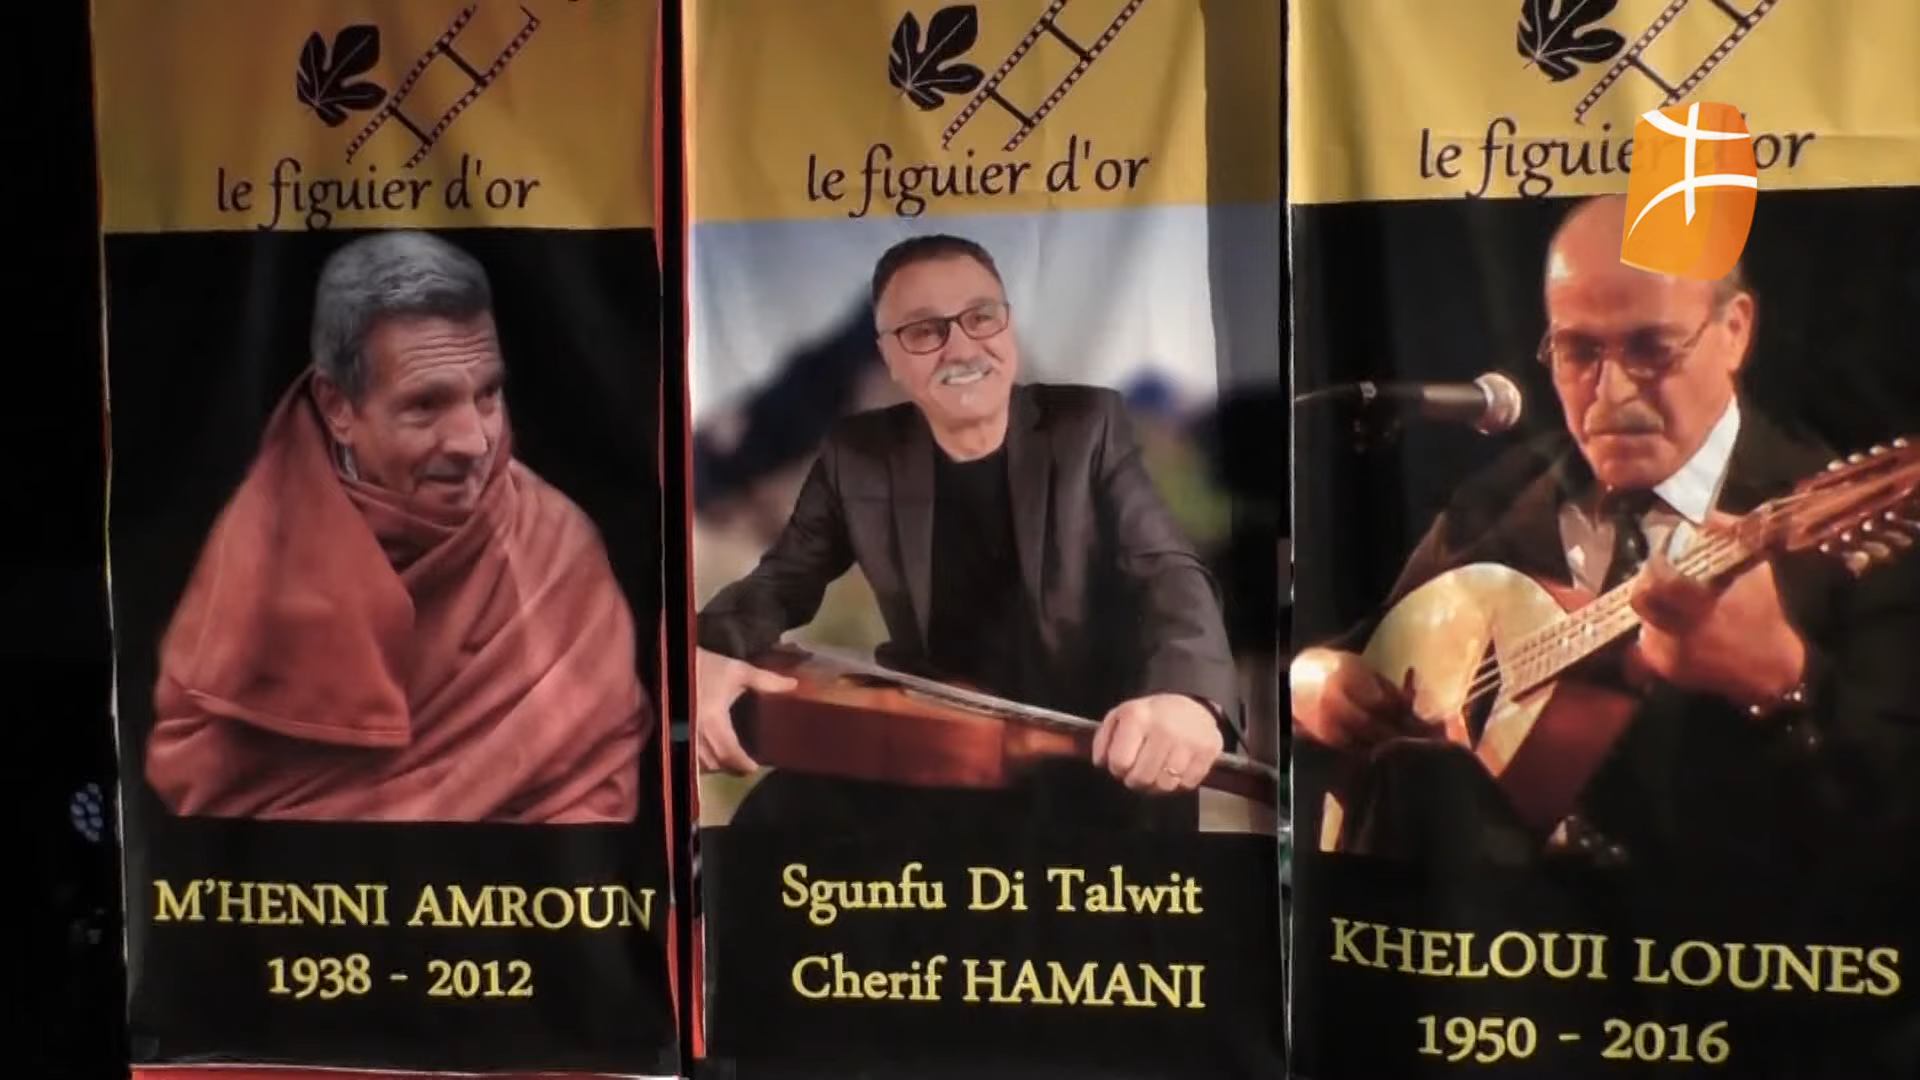 le figuier d'or
M'HENNI AMROUN
1938 - 2012
le figuier d'or
Sgunfu Di Talwit
Cherif HAMANI
le figuier d'or
KHELOUI LOUNES
1950 - 2016